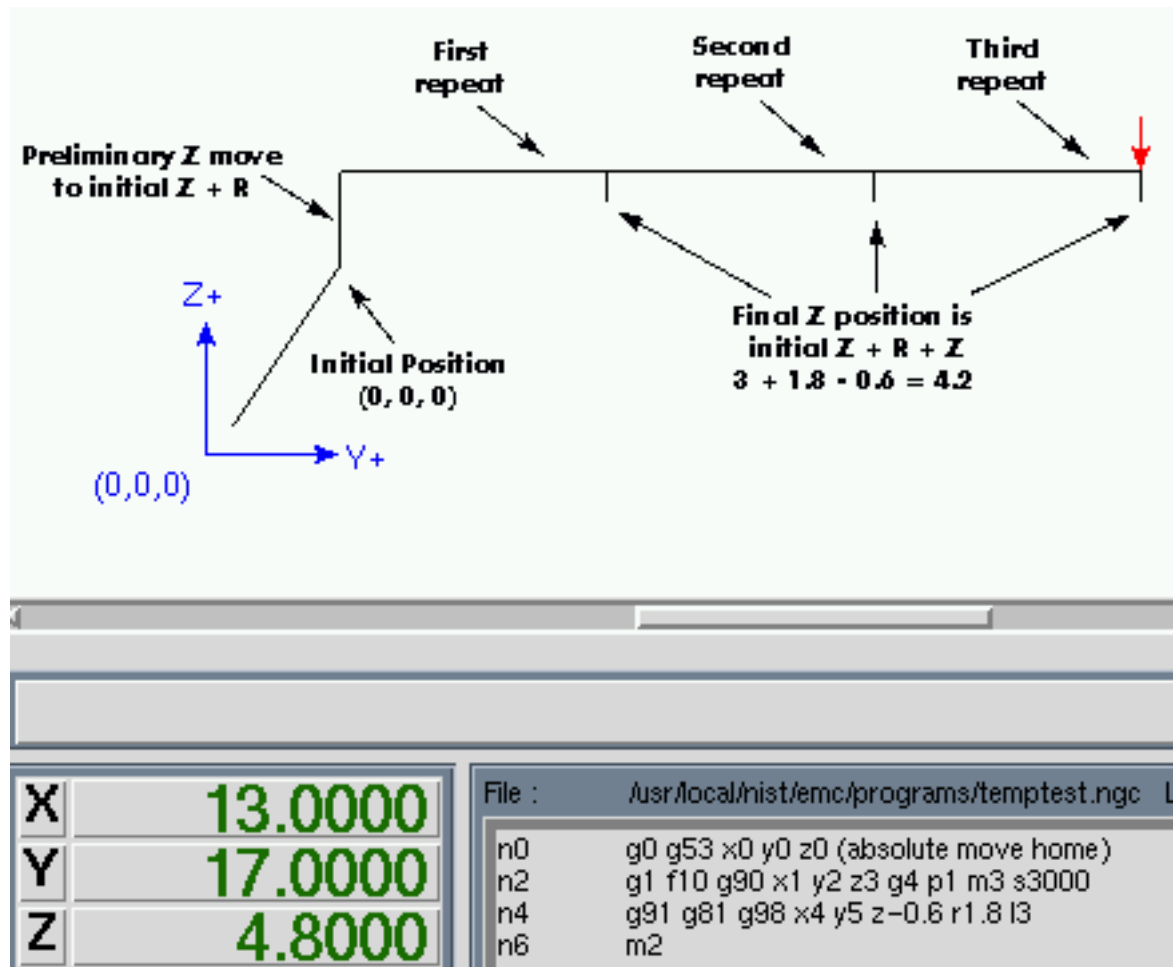 First
repeat
Second
repeat
Third
repeat
Preliminary Z move
to initial Z + R
Z+
Initial Position
(0, 0, 0)
Final Z position is
initial Z + R + Z
3 + 1.8 - 0.6 = 4.2
Y+
(0,0,0)
X 13.0000
Y 17.0000
Z 4.8000
File : /usr/local/nist/emc/programs/temptest.ngc L
n0 g0 g53 x0 y0 z0 (absolute move home)
n2 g1 f10 g90 x1 y2 z3 g4 p1 m3 s3000
n4 g91 g81 g98 x4 y5 z-0.6 r1.8 l3
n6 m2